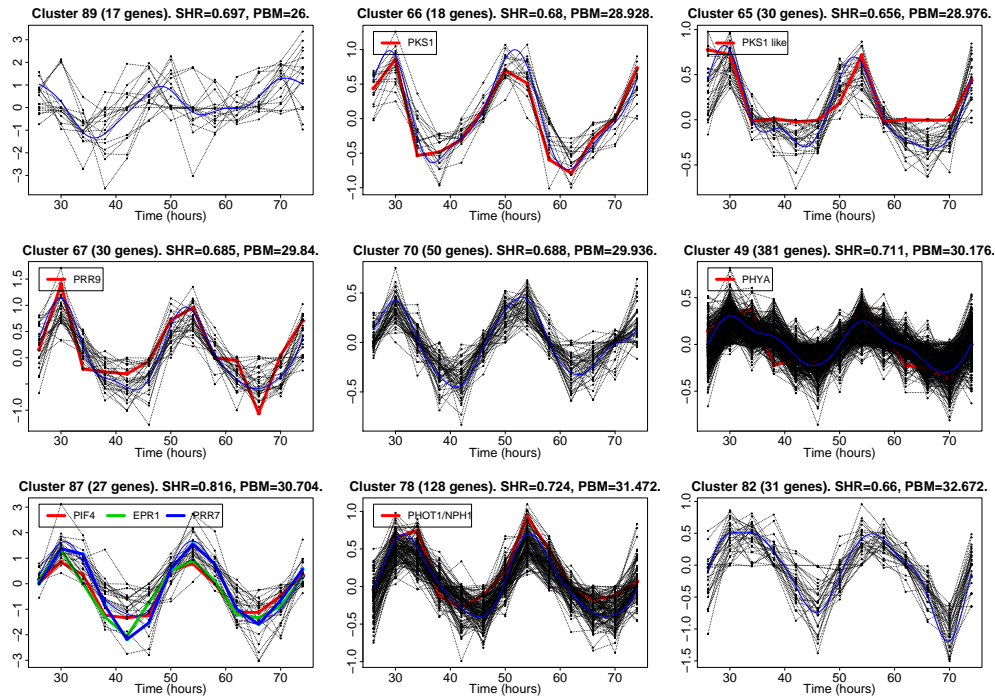 Cluster 89 (17 genes). SHR=0.697, PBM=26.
3
2
1
0
−1
−2
−3
30 40 50 60 70
Time (hours)
Cluster 66 (18 genes). SHR=0.68, PBM=28.928.
PKS1
1.0
0.5
0.0
−0.5
−1.0
30 40 50 60 70
Time (hours)
Cluster 65 (30 genes). SHR=0.656, PBM=28.976.
PKS1 like
1.0
0.5
0.0
−0.5
30 40 50 60 70
Time (hours)
Cluster 67 (30 genes). SHR=0.685, PBM=29.84.
PRR9
1.5
1.0
0.5
0.0
−1.0
30 40 50 60 70
Time (hours)
Cluster 70 (50 genes). SHR=0.688, PBM=29.936.
0.5
0.0
−0.5
30 40 50 60 70
Time (hours)
Cluster 49 (381 genes). SHR=0.711, PBM=30.176.
PHYA
0.5
0.0
−0.5
30 40 50 60 70
Time (hours)
Cluster 87 (27 genes). SHR=0.816, PBM=30.704.
PIF4 EPR1 PRR7
3
2
1
0
−1
−2
−3
30 40 50 60 70
Time (hours)
Cluster 78 (128 genes). SHR=0.724, PBM=31.472.
PHOT1/NPH1
1.0
0.5
0.0
−0.5
−1.0
30 40 50 60 70
Time (hours)
Cluster 82 (31 genes). SHR=0.66, PBM=32.672.
1.0
0.5
0.0
−0.5
−1.0
−1.5
30 40 50 60 70
Time (hours)